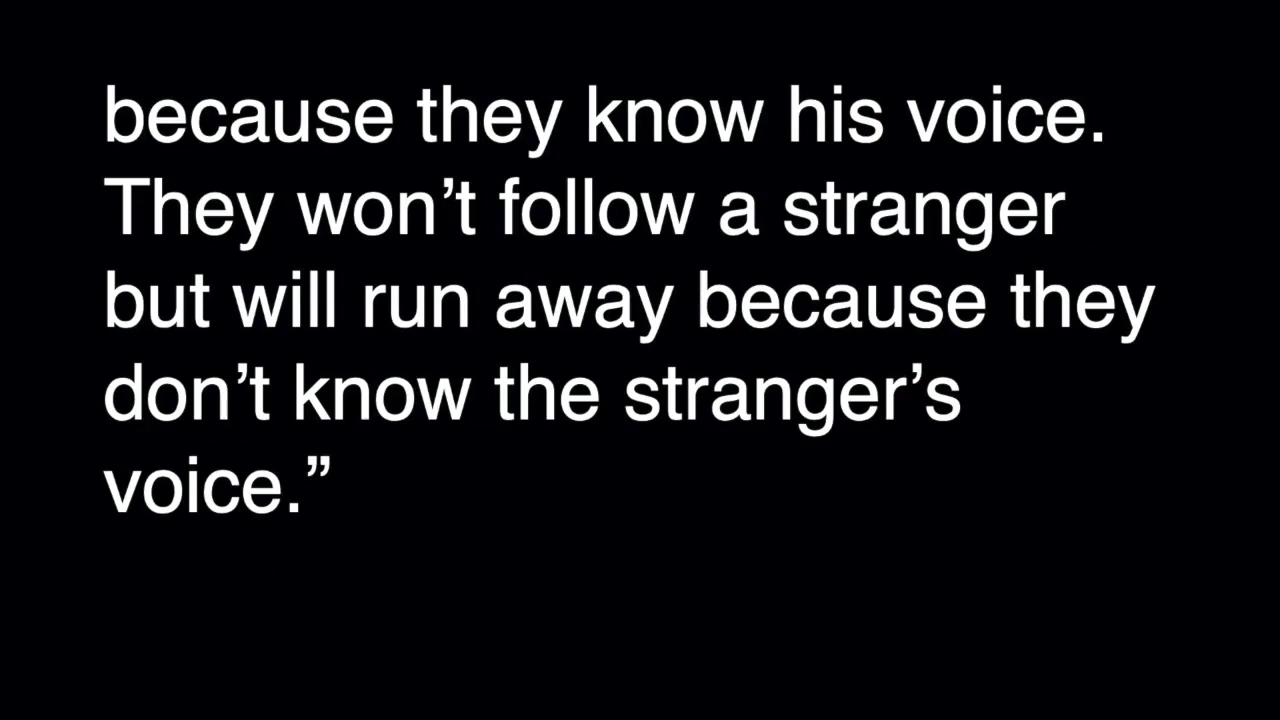 because they know his voice.
They won’t follow a stranger
but will run away because they
don’t know the stranger’s
voice.”